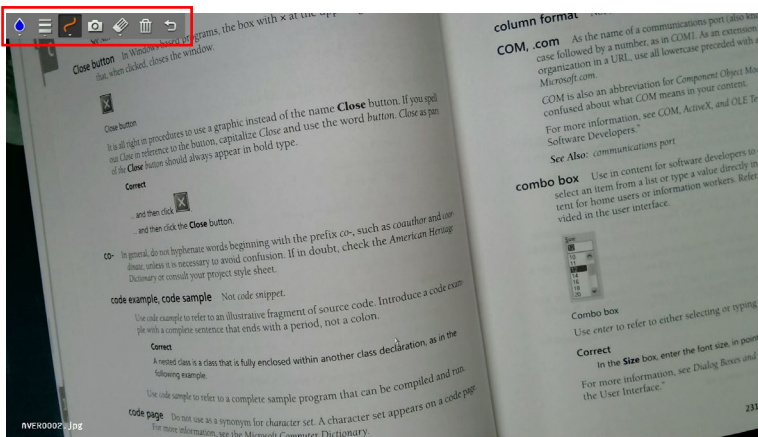 programs, the box with x at the upper
Close button In Windows-based
that, when clicked, closes the window.
Close button
It is all right in procedures to use a graphic instead of the name Close button. If you spell
out Close in reference to the button, capitalize Close and use the word button. Close as part
of the Close button should always appear in bold type.
Correct
... and then click
... and then click the Close button.
co- In general, do not hyphenate words beginning with the prefix co-, such as coauthor and coor-
dinate, unless it is necessary to avoid confusion. If in doubt, check the American Heritage
Dictionary or consult your project style sheet.
code example, code sample Not code snippet.
Use code example to refer to an illustrative fragment of source code. Introduce a code exam-
ple with a complete sentence that ends with a period, not a colon.
Correct
A nested class is a class that is fully enclosed within another class declaration, as in the
following example.
Use code sample to refer to a complete sample program that can be compiled and run.
code page Do not use as a synonym for character set. A character set appears on a code page.
For more information, see the Microsoft Computer Dictionary.
NVER0002.jpg
column format
COM, .com As the name of a communications port (also
case followed by a number, as in COM1. As an extension
organization in a URL, use all lowercase preceded with a
Microsoft.com.
COM is also an abbreviation for Component Object
confused about what COM means in your content.
For more information, see COM, ActiveX, and OLE
Software Developers."
See Also: communications port
combo box Use in content for software developers to
select an item from a list or type a value directly in
tent for home users or information workers. Refer
vided in the user interface.
Size
10
11
12
14
16
18
20
Combo box
Use enter to refer to either selecting or typing
Correct
In the Size box, enter the font size, in
For more information, see Dialog Boxes and
the User Interface."
231